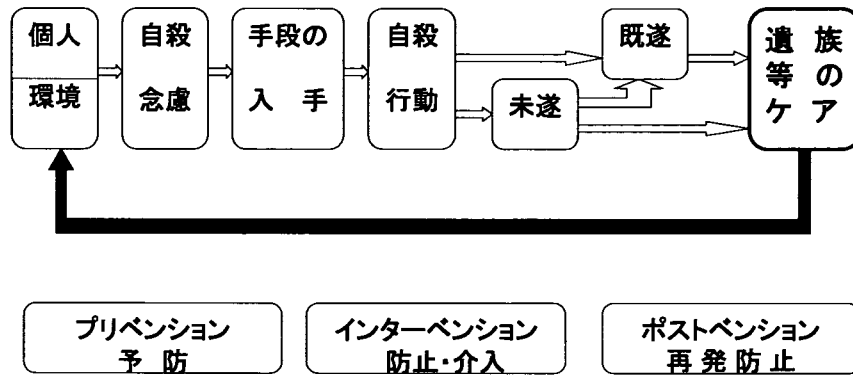 個人
環境
自殺
念慮
手段の
入 手
自殺
行動
未遂
既遂
遺 族
等 の
ケ ア
プリベンション
予 防
インターベンション
防止・介入
ポストベンション
再 発 防 止